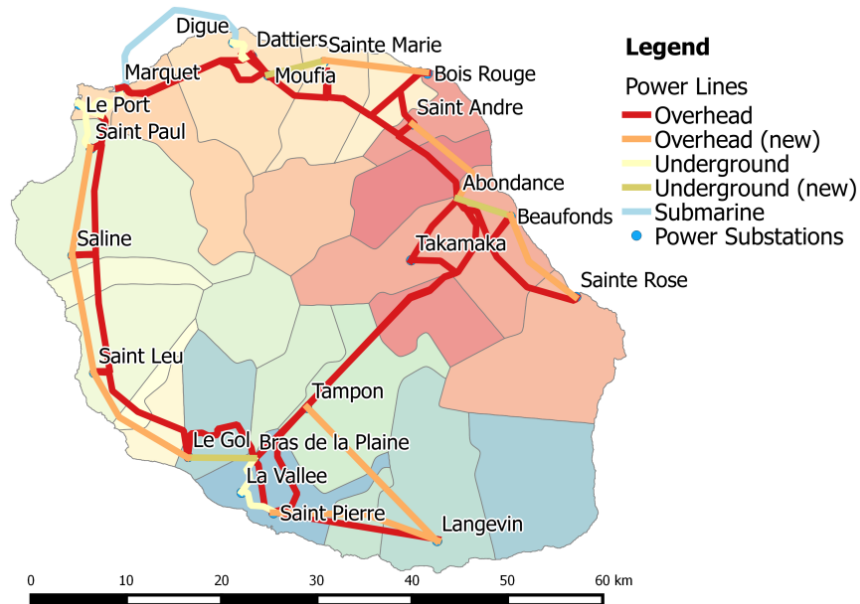 Digue
Dattiers
Sainte Marie
Marquet
Moufia
Bois Rouge
Le Port
Saint Andre
Saint Paul
Abondance
Beaufonds
Saline
Takamaka
Sainte Rose
Saint Leu
Tampon
Le Gol
Bras de la Plaine
La Vallee
Saint Pierre
Langevin
Legend
Power Lines
Overhead
Overhead (new)
Underground
Underground (new)
Submarine
Power Substations
0 10 20 30 40 50 60 km